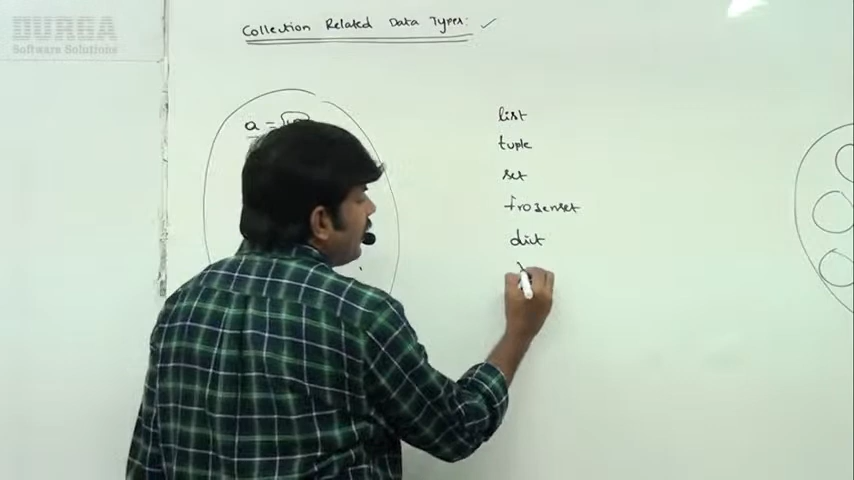 DURGA
Software Solutions
Collection Related Data Types:
a =
list
tuple
set
frozenset
dict